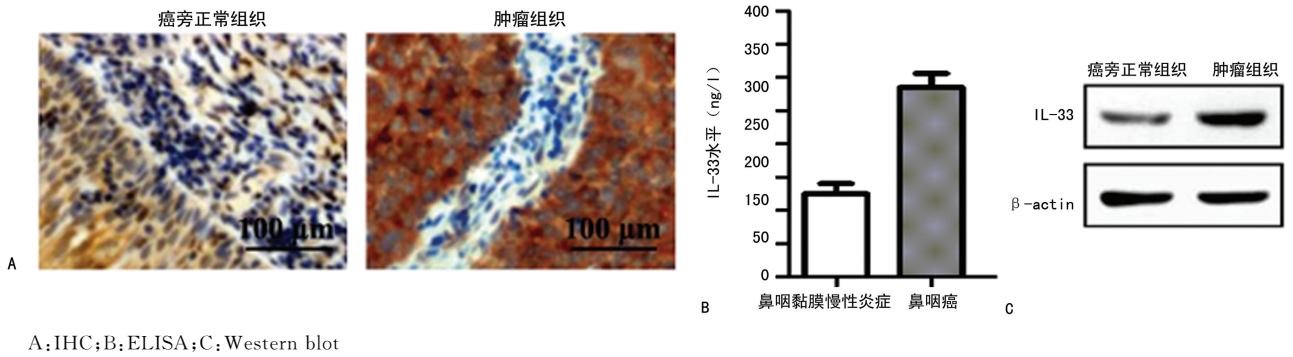 癌旁正常组织
肿瘤组织
100 μm
100 μm
A
IL-33水平（ng/l）
400
350
300
250
200
150
100
50
0
鼻咽黏膜慢性炎症
鼻咽癌
B
癌旁正常组织
肿瘤组织
IL-33
β-actin
C
A:IHC;B:ELISA;C:Western blot